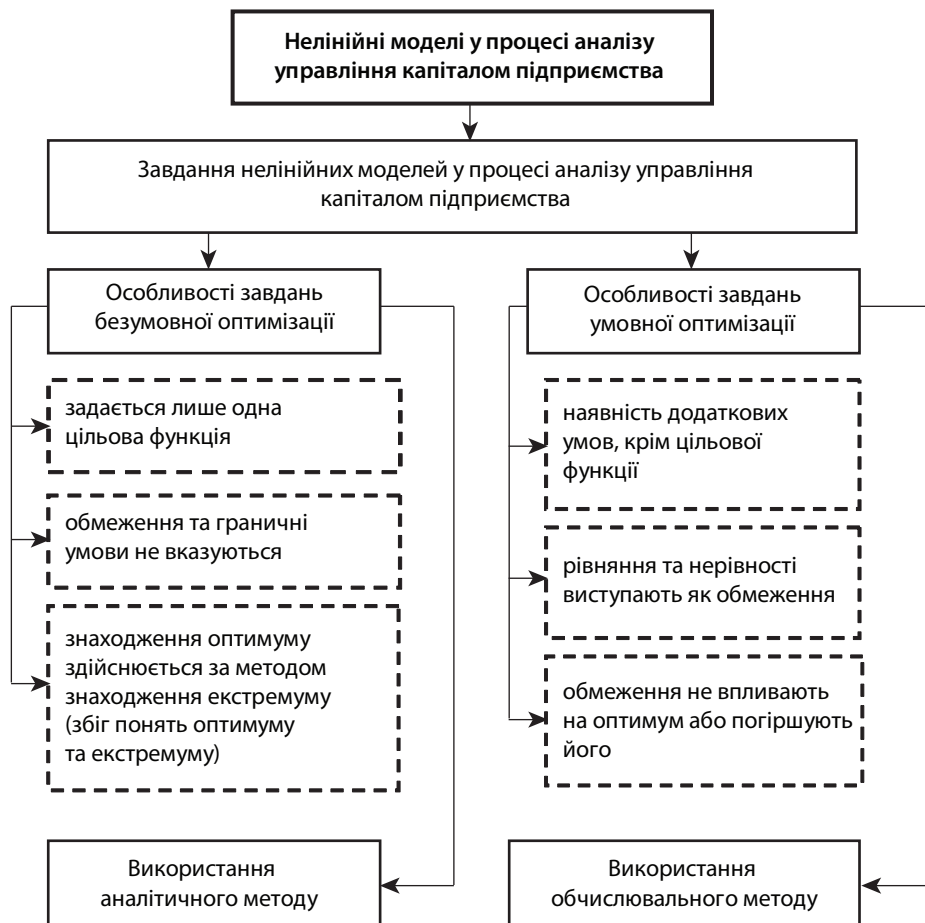 Нелінійні моделі у процесі аналізу
управління капіталом підприємства
Завдання нелінійних моделей у процесі аналізу управління
капіталом підприємства
Особливості завдань
безумовної оптимізації
задається лише одна
цільова функція
обмеження та граничні
умови не вказуються
знаходження оптимуму
здійснюється за методом
знаходження екстремуму
(збіг понять оптимуму
та екстремуму)
Використання
аналітичного методу
Особливості завдань
умовної оптимізації
наявність додаткових
умов, крім цільової
функції
рівняння та нерівності
виступають як обмеження
обмеження не впливають
на оптимум або погіршують
його
Використання
обчислювального методу